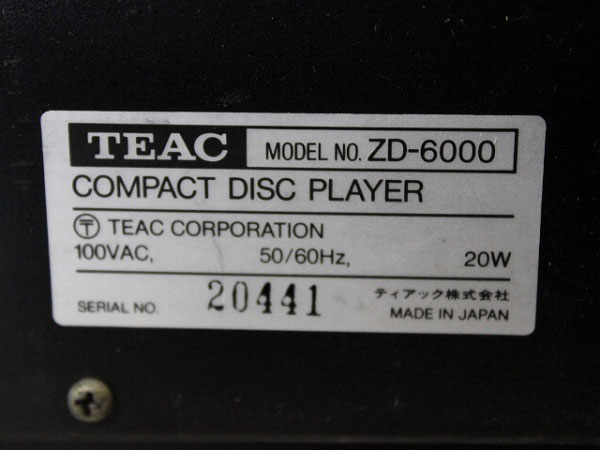 TEAC MODEL NO. ZD-6000
COMPACT DISC PLAYER
〶 TEAC CORPORATION
100VAC, 50/60Hz, 20W
SERIAL NO. 20441 ティアック株式会社
MADE IN JAPAN